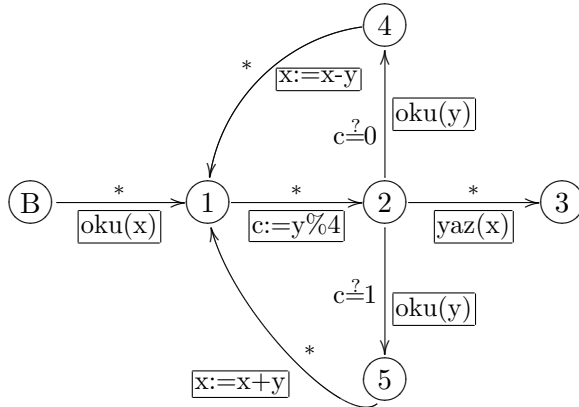 4
*
x:=x-y
oku(y)
c≟0
B
*
oku(x)
1
*
c:=y%4
2
*
yaz(x)
3
c≟1
oku(y)
*
x:=x+y
5